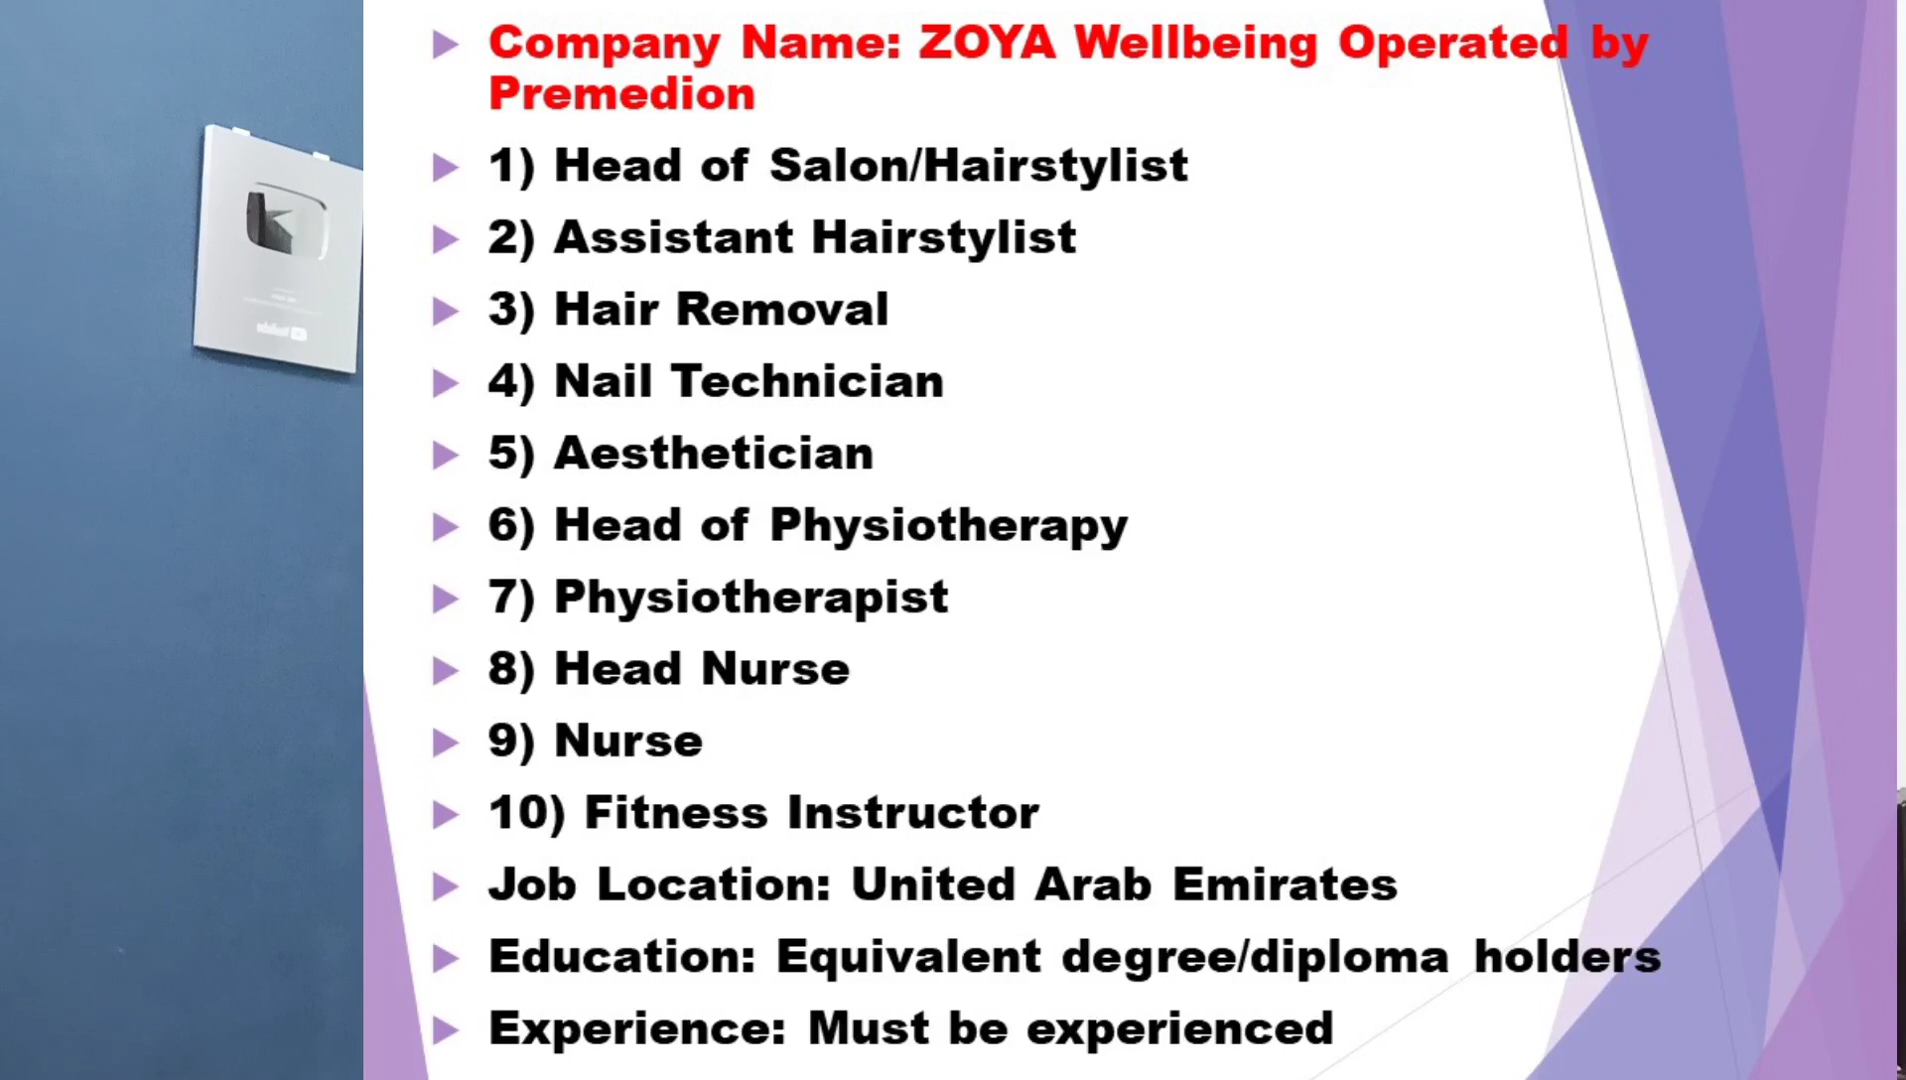 Company Name: ZOYA Wellbeing Operated by
Premedion
1) Head of Salon/Hairstylist
2) Assistant Hairstylist
3) Hair Removal
4) Nail Technician
5) Aesthetician
6) Head of Physiotherapy
7) Physiotherapist
8) Head Nurse
9) Nurse
10) Fitness Instructor
Job Location: United Arab Emirates
Education: Equivalent degree/diploma holders
Experience: Must be experienced